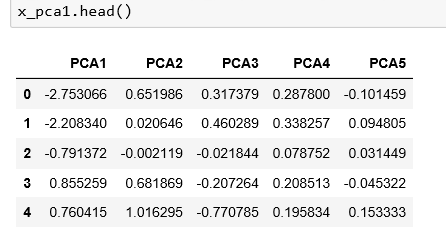 x_pca1.head()
PCA1 PCA2 PCA3 PCA4 PCA5
0 -2.753066 0.651986 0.317379 0.287800 -0.101459
1 -2.208340 0.020646 0.460289 0.338257 0.094805
2 -0.791372 -0.002119 -0.021844 0.078752 0.031449
3 0.855259 0.681869 -0.207264 0.208513 -0.045322
4 0.760415 1.016295 -0.770785 0.195834 0.153333